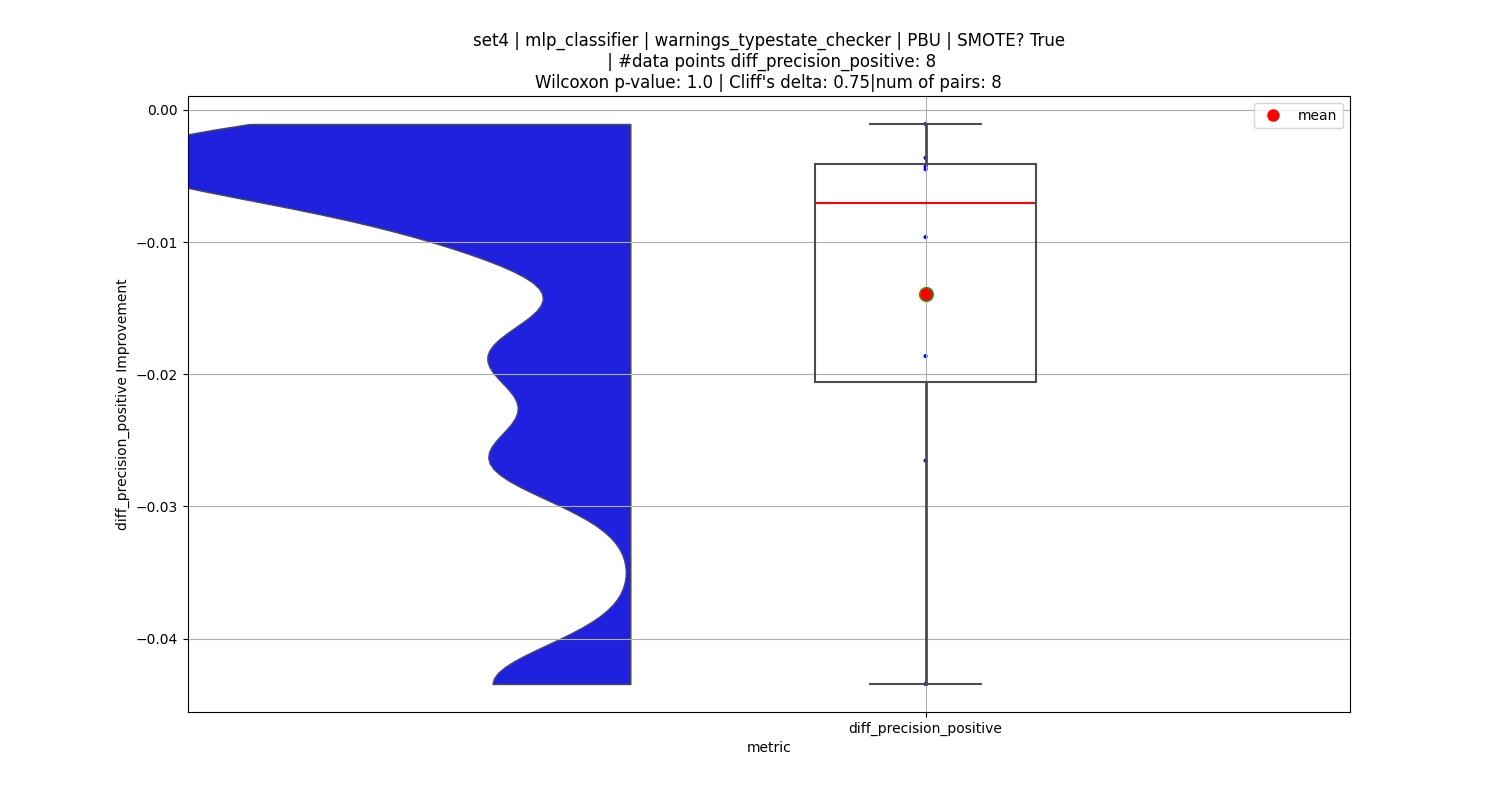 set4 | mlp_classifier | warnings_typestate_checker | PBU | SMOTE? True
| #data points diff_precision_positive: 8
Wilcoxon p-value: 1.0 | Cliff's delta: 0.75|num of pairs: 8
mean
0.00
−0.01
−0.02
−0.03
−0.04
diff_precision_positive Improvement
diff_precision_positive
metric